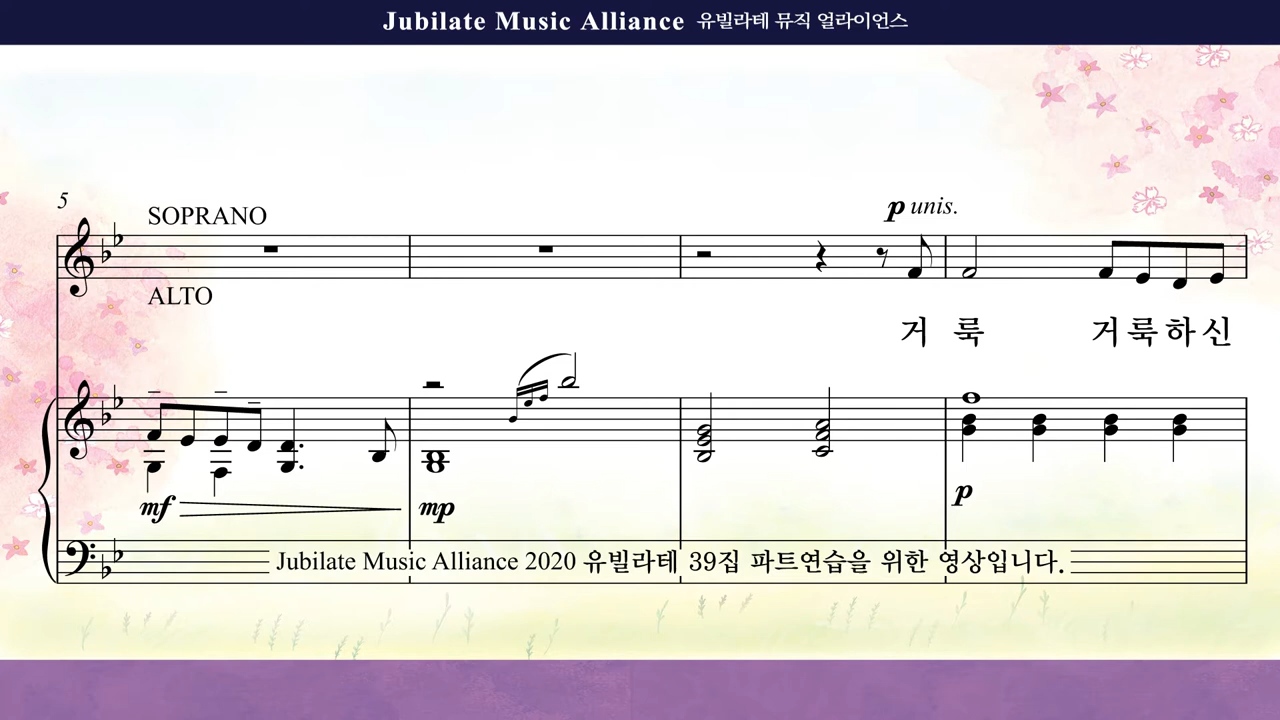 Jubilate Music Alliance 유빌라테 뮤직 얼라이언스
5
SOPRANO
p unis.
ALTO
거 룩 거 룩 하 신
mf mp p
Jubilate Music Alliance 2020 유빌라테 39집 파트연습을 위한 영상입니다.